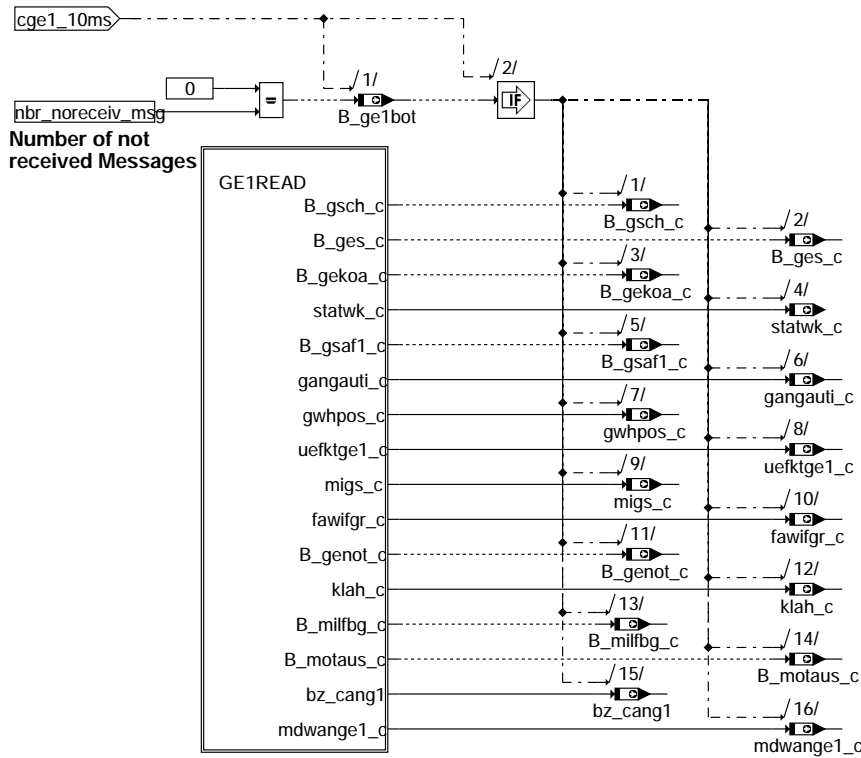 cge1_10ms
1/
2/
0
=
IF
nbr_noreceiv_msg
B_ge1bot
Number of not
received Messages
GE1READ
B_gsch_c
1/
B_gsch_c
B_ges_c
2/
B_ges_c
B_gekoa_c
3/
B_gekoa_c
statwk_c
4/
statwk_c
B_gsaf1_c
5/
B_gsaf1_c
gangauti_c
6/
gangauti_c
gwhpos_c
7/
gwhpos_c
uefktge1_c
8/
uefktge1_c
migs_c
9/
migs_c
fawifgr_c
10/
fawifgr_c
B_genot_c
11/
B_genot_c
klah_c
12/
klah_c
B_milfbg_c
13/
B_milfbg_c
B_motaus_c
14/
B_motaus_c
bz_cang1
15/
bz_cang1
mdwange1_c
16/
mdwange1_c